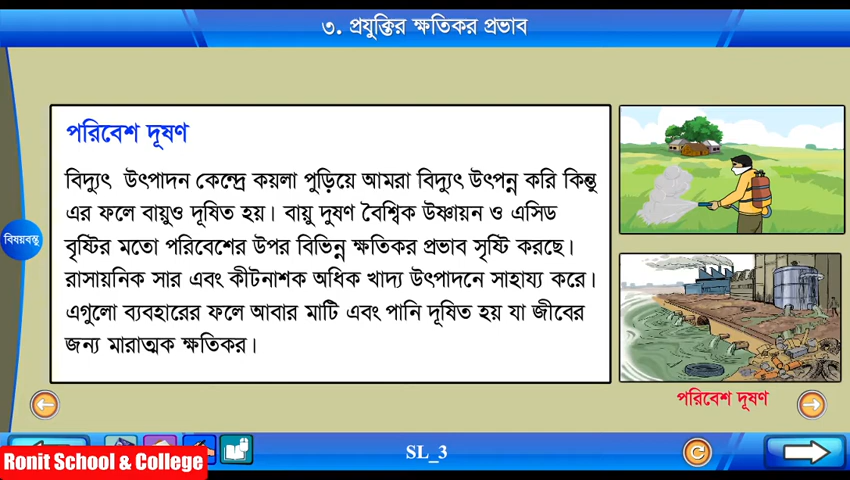 ৩. প্রযুক্তির ক্ষতিকর প্রভাব
পরিবেশ দূষণ
বিদ্যুৎ উৎপাদন কেন্দ্রে কয়লা পুড়িয়ে আমরা বিদ্যুৎ উৎপন্ন করি কিন্তু
এর ফলে বায়ুও দূষিত হয়। বায়ু দুষণ বৈশ্বিক উষ্ণায়ন ও এসিড
বৃষ্টির মতো পরিবেশের উপর বিভিন্ন ক্ষতিকর প্রভাব সৃষ্টি করছে।
রাসায়নিক সার এবং কীটনাশক অধিক খাদ্য উৎপাদনে সাহায্য করে।
এগুলো ব্যবহারের ফলে আবার মাটি এবং পানি দূষিত হয় যা জীবের
জন্য মারাত্মক ক্ষতিকর।
বিষয়বস্তু
পরিবেশ দূষণ
SL_3
Ronit School & College